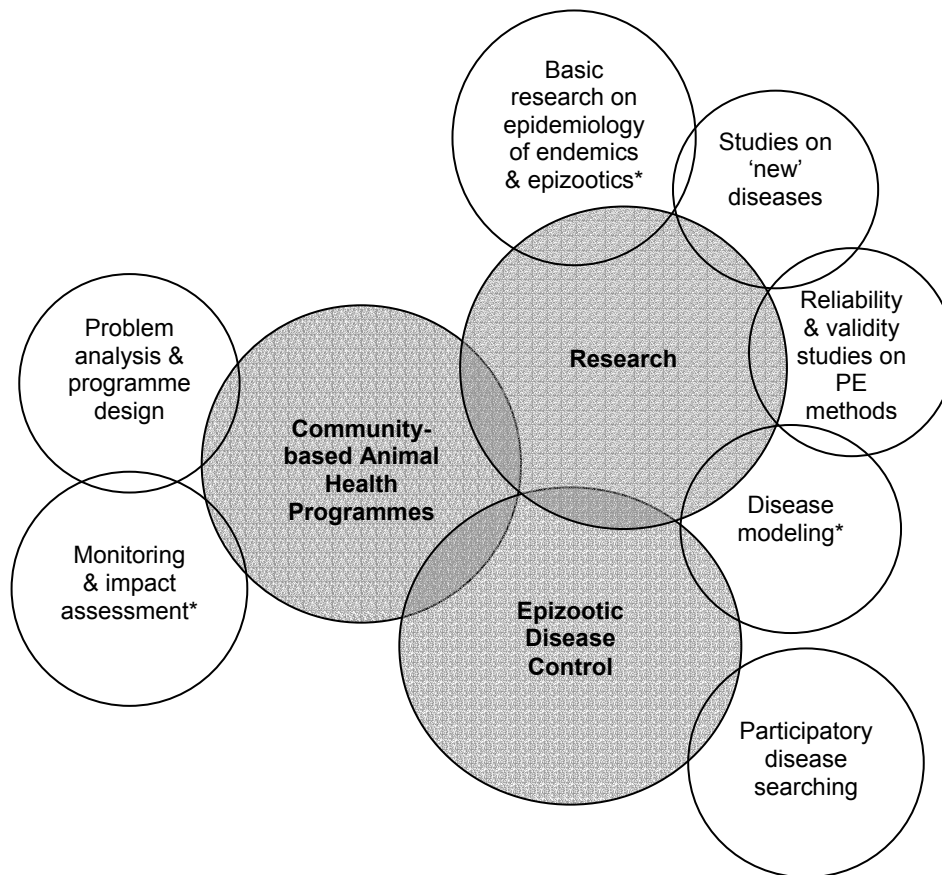 Basic
research on
epidemiology
of endemics
& epizootics*
Studies on
‘new’
diseases
Reliability
& validity
studies on
PE
methods
Research
Problem
analysis &
programme
design
Community-
based Animal
Health
Programmes
Monitoring
& impact
assessment*
Disease
modeling*
Epizootic
Disease
Control
Participatory
disease
searching